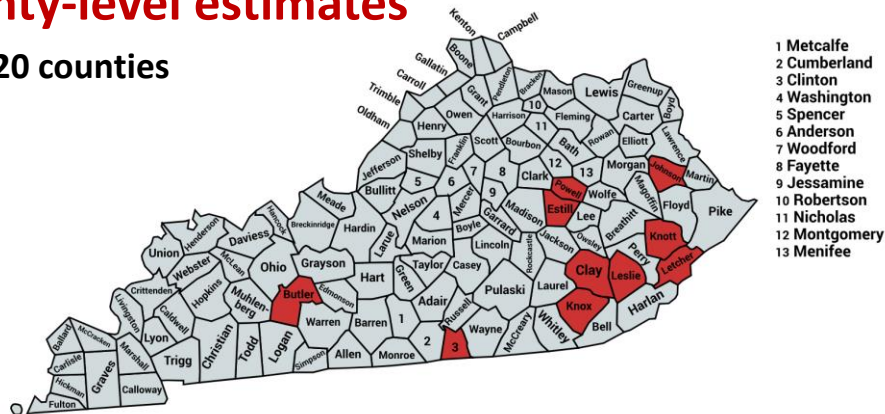 nty-level estimates
20 counties
Kenton
Campbell
Boone
Gallatin
Carroll
Trimble
Oldham
Grant
Pendleton
Bracken
Mason
Lewis
Greenup
Boyd
Owen
Henry
Harrison
10
Fleming
Carter
11
Rowan
Elliott
Lawrence
Jefferson
Shelby
Franklin
Scott
Bourbon
Bath
12
13
Morgan
Johnson
Martin
Bullitt
5
6
7
8
Clark
Powell
Wolfe
Magoffin
Floyd
Pike
Meade
Hancock
Breckinridge
Hardin
Nelson
4
Mercer
9
Madison
Estill
Lee
Breathitt
Knott
Henderson
Union
Daviess
Larue
Marion
Boyle
Garrard
Lincoln
Rockcastle
Jackson
Owsley
Perry
Letcher
Webster
McLean
Ohio
Grayson
Hart
Green
Taylor
Casey
Pulaski
Laurel
Clay
Leslie
Harlan
Crittenden
Livingston
Hopkins
Muhlen-
berg
Butler
Edmonson
Warren
Barren
1
Adair
Russell
Wayne
McCreary
Whitley
Knox
Bell
Ballard
McCracken
Lyon
Caldwell
Christian
Todd
Logan
Simpson
Allen
Monroe
2
3
Carlisle
Graves
Marshall
Trigg
Hickman
Calloway
Fulton
1 Metcalfe
2 Cumberland
3 Clinton
4 Washington
5 Spencer
6 Anderson
7 Woodford
8 Fayette
9 Jessamine
10 Robertson
11 Nicholas
12 Montgomery
13 Menifee